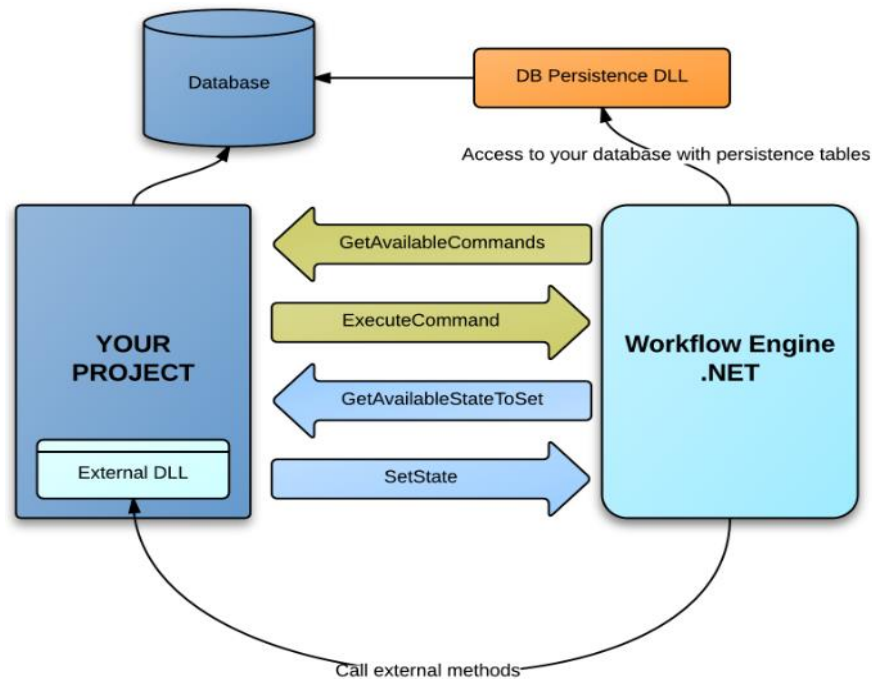 Database
DB Persistence DLL
Access to your database with persistence tables
GetAvailableCommands
ExecuteCommand
YOUR
PROJECT
Workflow Engine
.NET
GetAvailableStateToSet
External DLL
SetState
Call external methods